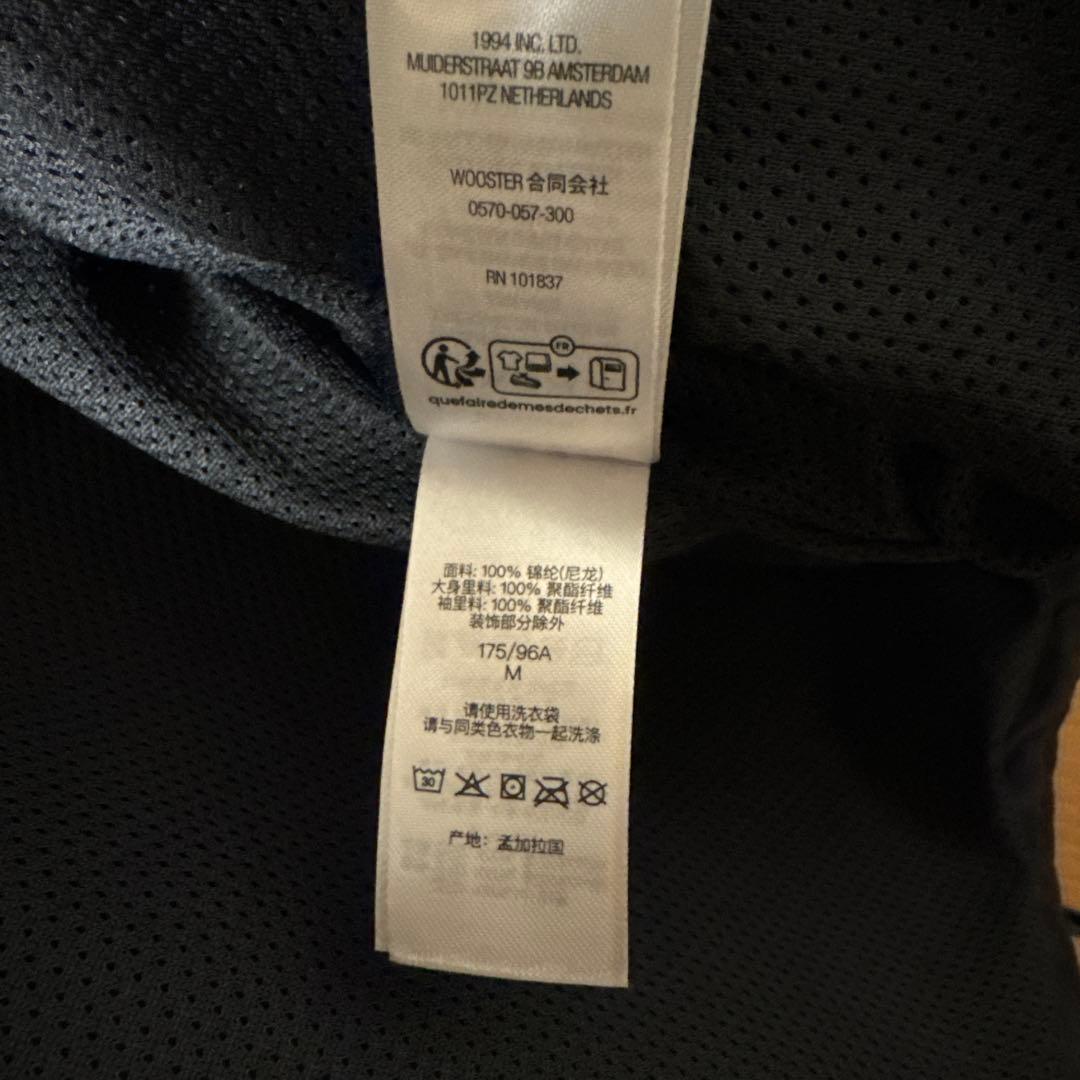 1994 INC. LTD.
MUIDERSTRAAT 9B AMSTERDAM
1011PZ NETHERLANDS
WOOSTER 合同会社
0570-057-300
RN 101837
FR
quefairedemesdechets.fr
面料: 100% 锦纶(尼龙)
大身里料: 100% 聚酯纤维
袖里料: 100% 聚酯纤维
装饰部分除外
175/96A
M
请使用洗衣袋
请与同类色衣物一起洗涤
30
产地: 孟加拉国